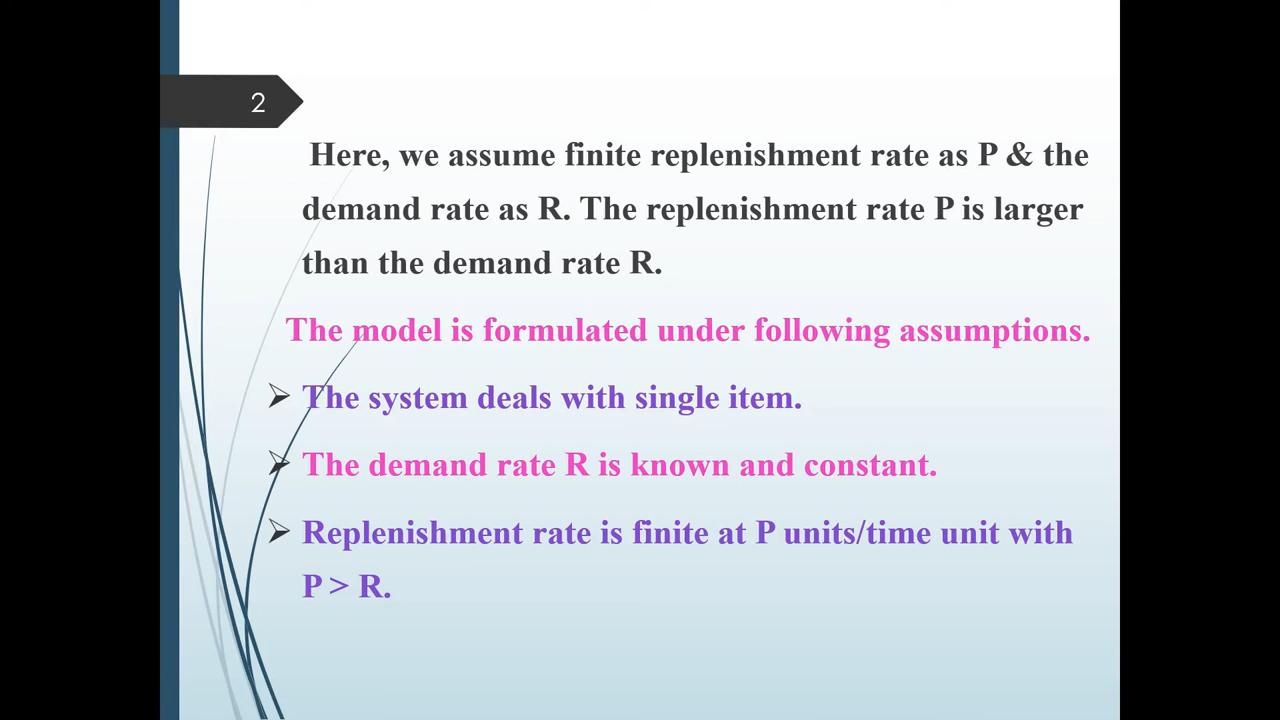 2
Here, we assume finite replenishment rate as P & the
demand rate as R. The replenishment rate P is larger
than the demand rate R.
The model is formulated under following assumptions.
The system deals with single item.
The demand rate R is known and constant.
Replenishment rate is finite at P units/time unit with
P > R.